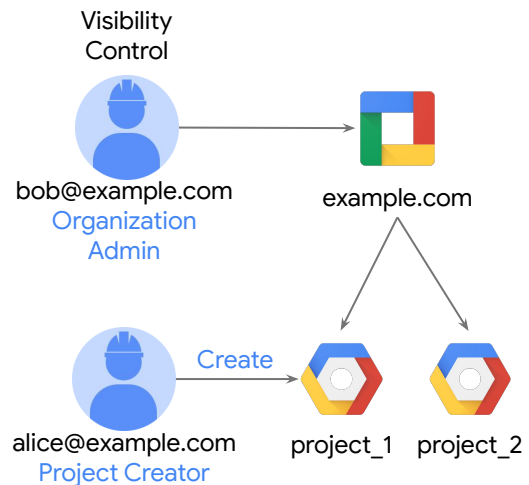 Visibility
Control
bob@example.com
Organization
Admin
example.com
Create
alice@example.com
Project Creator
project_1
project_2